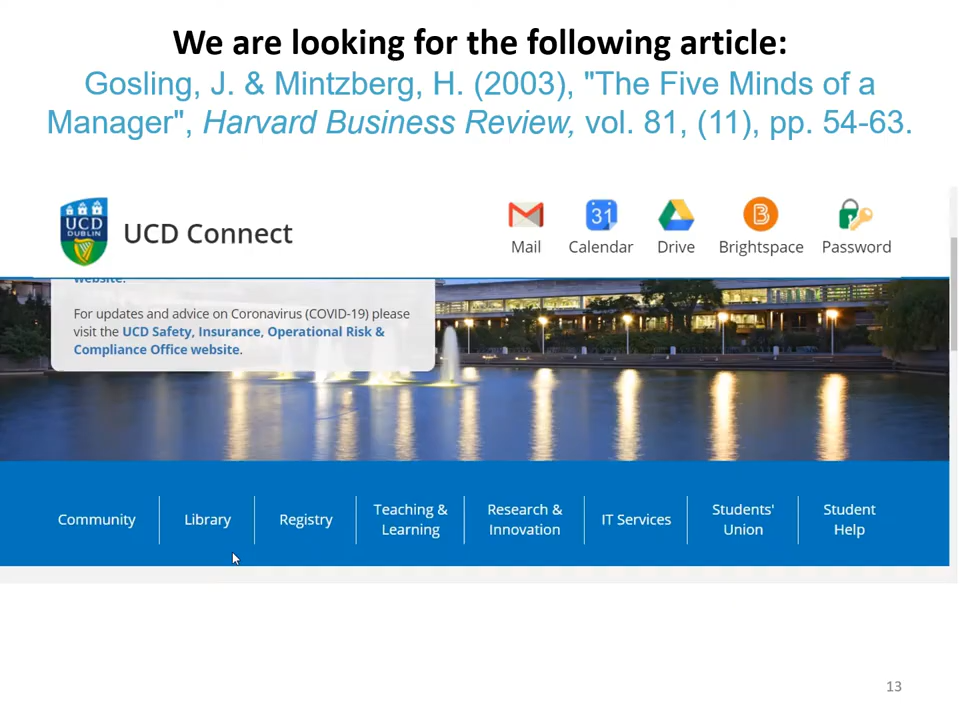 We are looking for the following article:
Gosling, J. & Mintzberg, H. (2003), "The Five Minds of a
Manager", Harvard Business Review, vol. 81, (11), pp. 54-63.
UCD
DUBLIN
UCD Connect
31
Mail
Calendar
Drive
Brightspace
Password
website.
For updates and advice on Coronavirus (COVID-19) please
visit the UCD Safety, Insurance, Operational Risk &
Compliance Office website.
Community
Library
Registry
Teaching &
Learning
Research &
Innovation
IT Services
Students'
Union
Student
Help
13